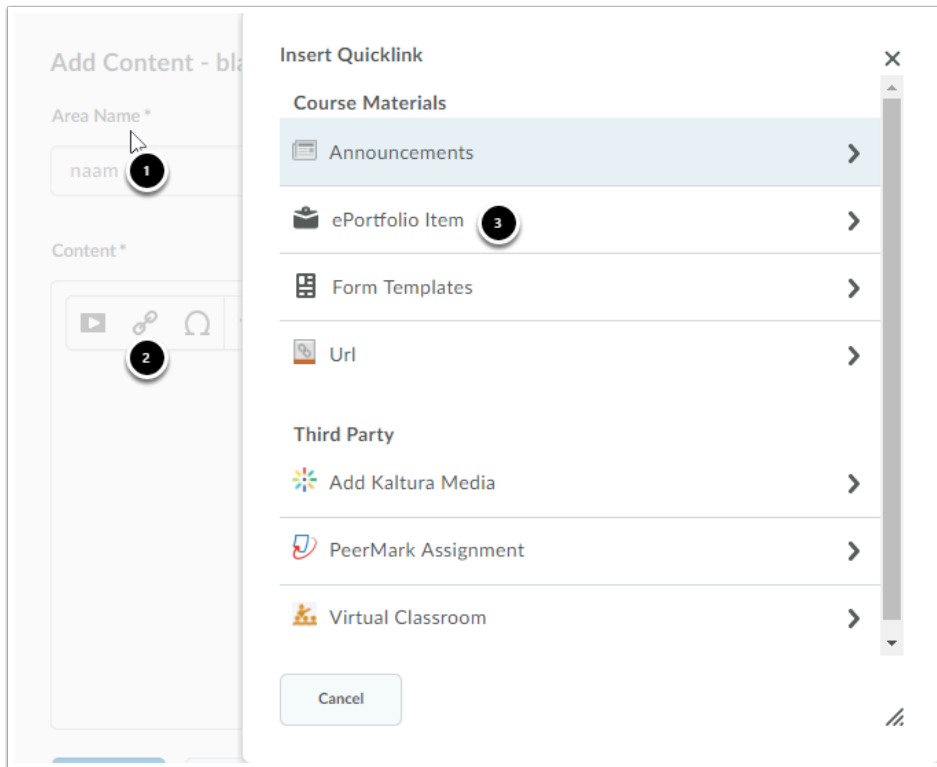 Add Content - bla
Area Name *
naam
1
Content *
2
Insert Quicklink
Course Materials
Announcements
ePortfolio Item
3
Form Templates
Url
Third Party
Add Kaltura Media
PeerMark Assignment
Virtual Classroom
Cancel